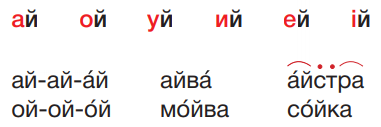 ай ой уй ий ей ій
ай-ай-а́й айва́ а́йстра
ой-ой-о́й мо́йва со́йка